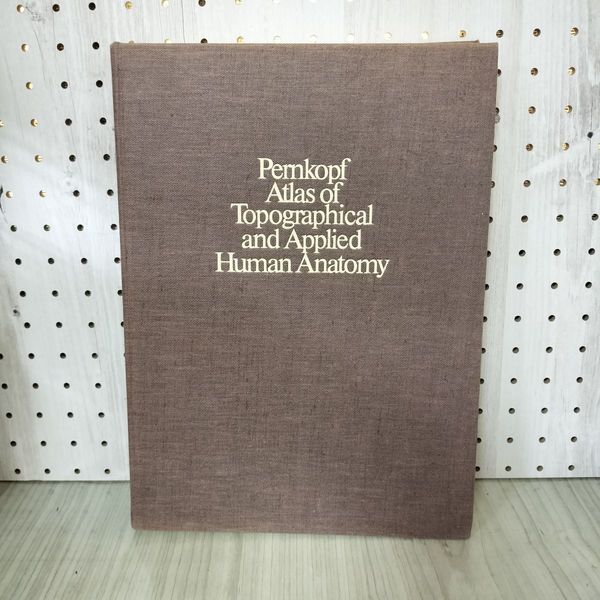 Pernkopf
Atlas of
Topographical
and Applied
Human Anatomy